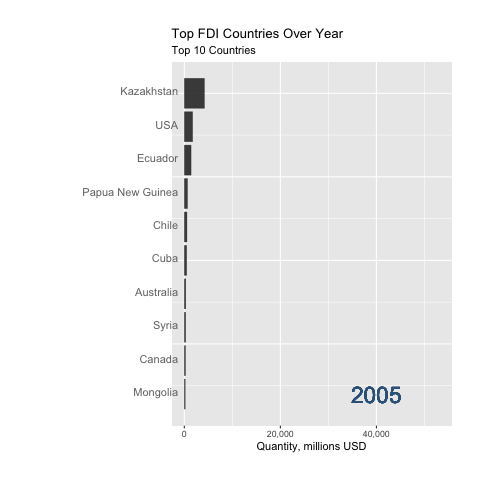 Top FDI Countries Over Year
Top 10 Countries
Kazakhstan
USA
Ecuador
Papua New Guinea
Chile
Cuba
Australia
Syria
Canada
Mongolia
2005
0 20,000 40,000
Quantity, millions USD